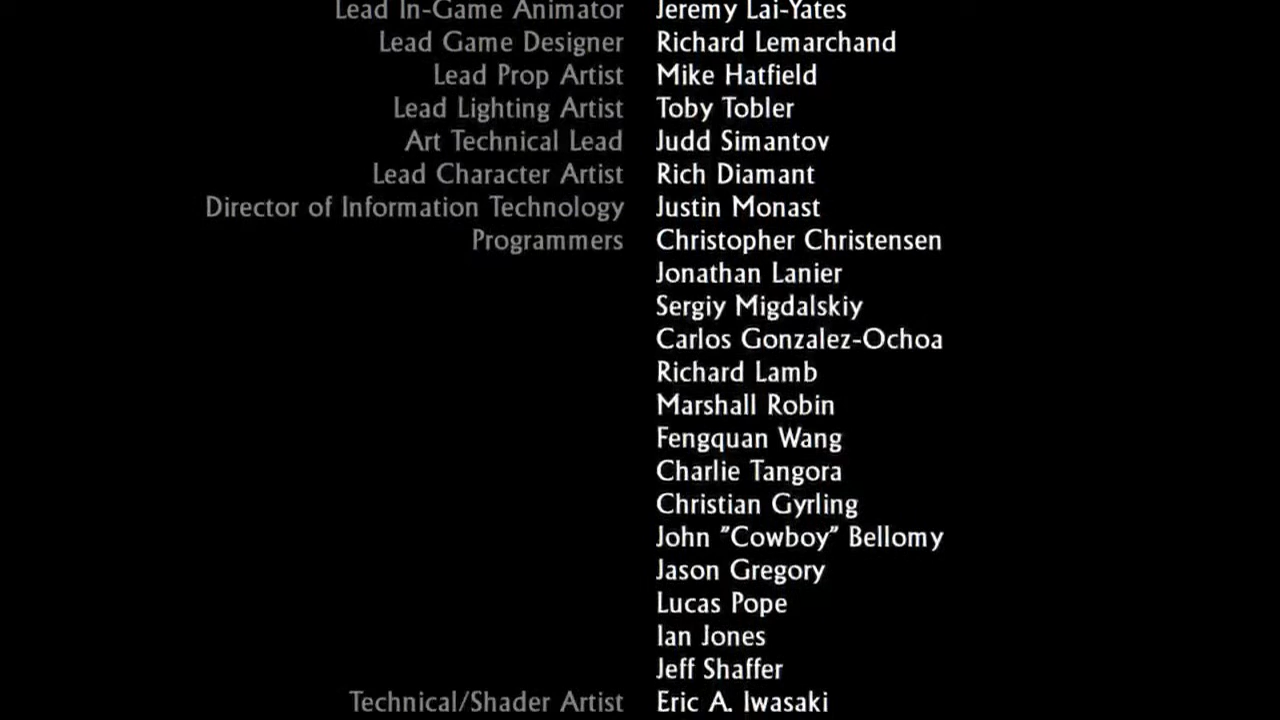 Lead In-Game Animator Jeremy Lai-Yates
Lead Game Designer Richard Lemarchand
Lead Prop Artist Mike Hatfield
Lead Lighting Artist Toby Tobler
Art Technical Lead Judd Simantov
Lead Character Artist Rich Diamant
Director of Information Technology Justin Monast
Programmers Christopher Christensen
Jonathan Lanier
Sergiy Migdalskiy
Carlos Gonzalez-Ochoa
Richard Lamb
Marshall Robin
Fengquan Wang
Charlie Tangora
Christian Gyrling
John "Cowboy" Bellomy
Jason Gregory
Lucas Pope
Ian Jones
Jeff Shaffer
Technical/Shader Artist Eric A. Iwasaki